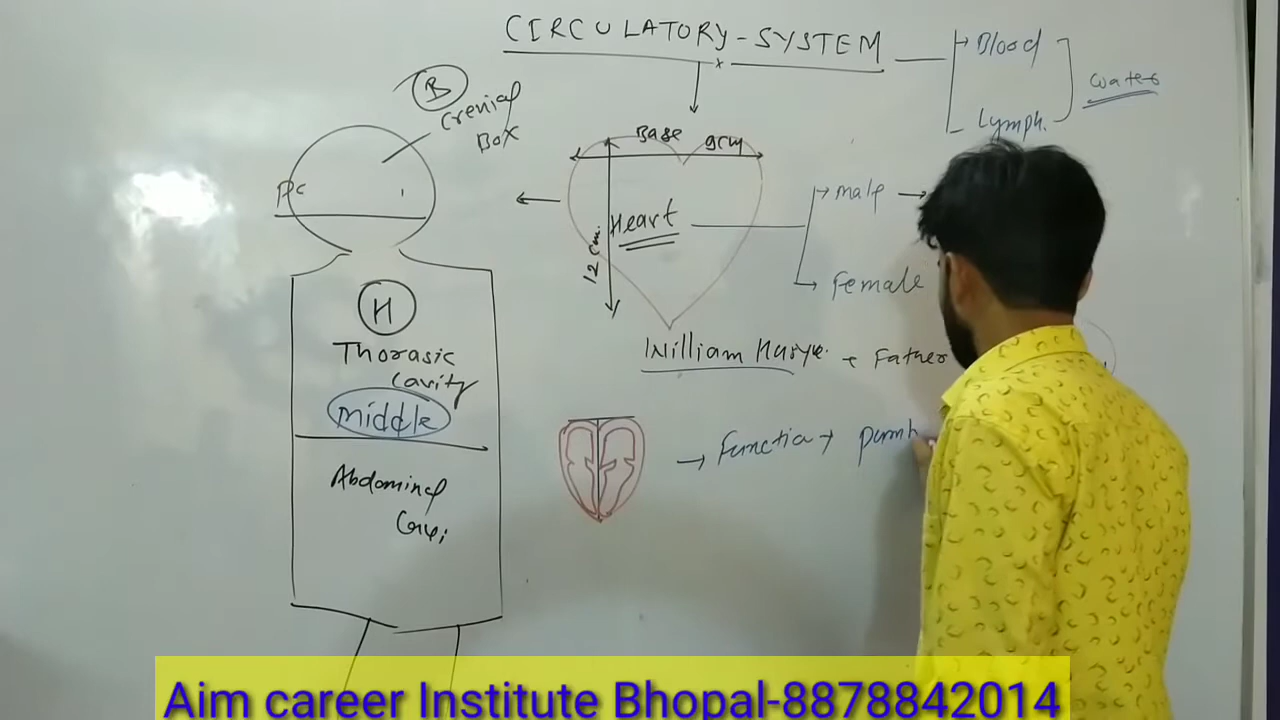 CIRCULATORY-SYSTEM
Blood
Lymph.
water
B
Crenial
Box
Base 9cm
12 cm.
Heart
male
Female
H
Thorasic
Cavity
middle
Abdominal
William
Father
Function
Aim career Institute Bhopal-8878842014